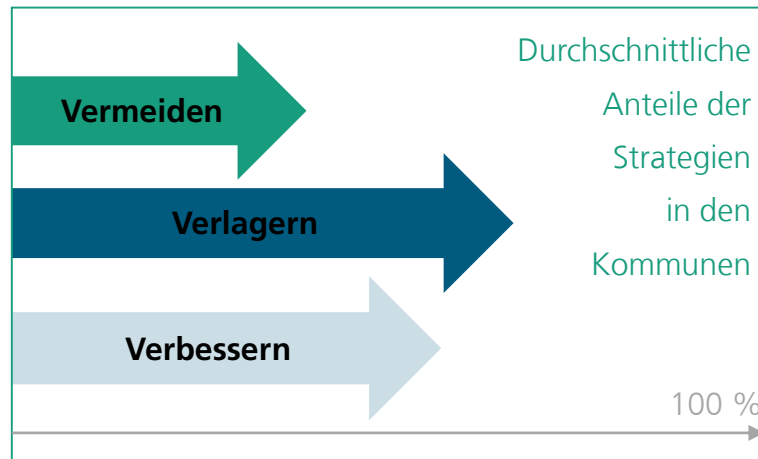 Durchschnittliche
Anteile der
Strategien
in den
Kommunen
Vermeiden
Verlagern
Verbessern
100 %